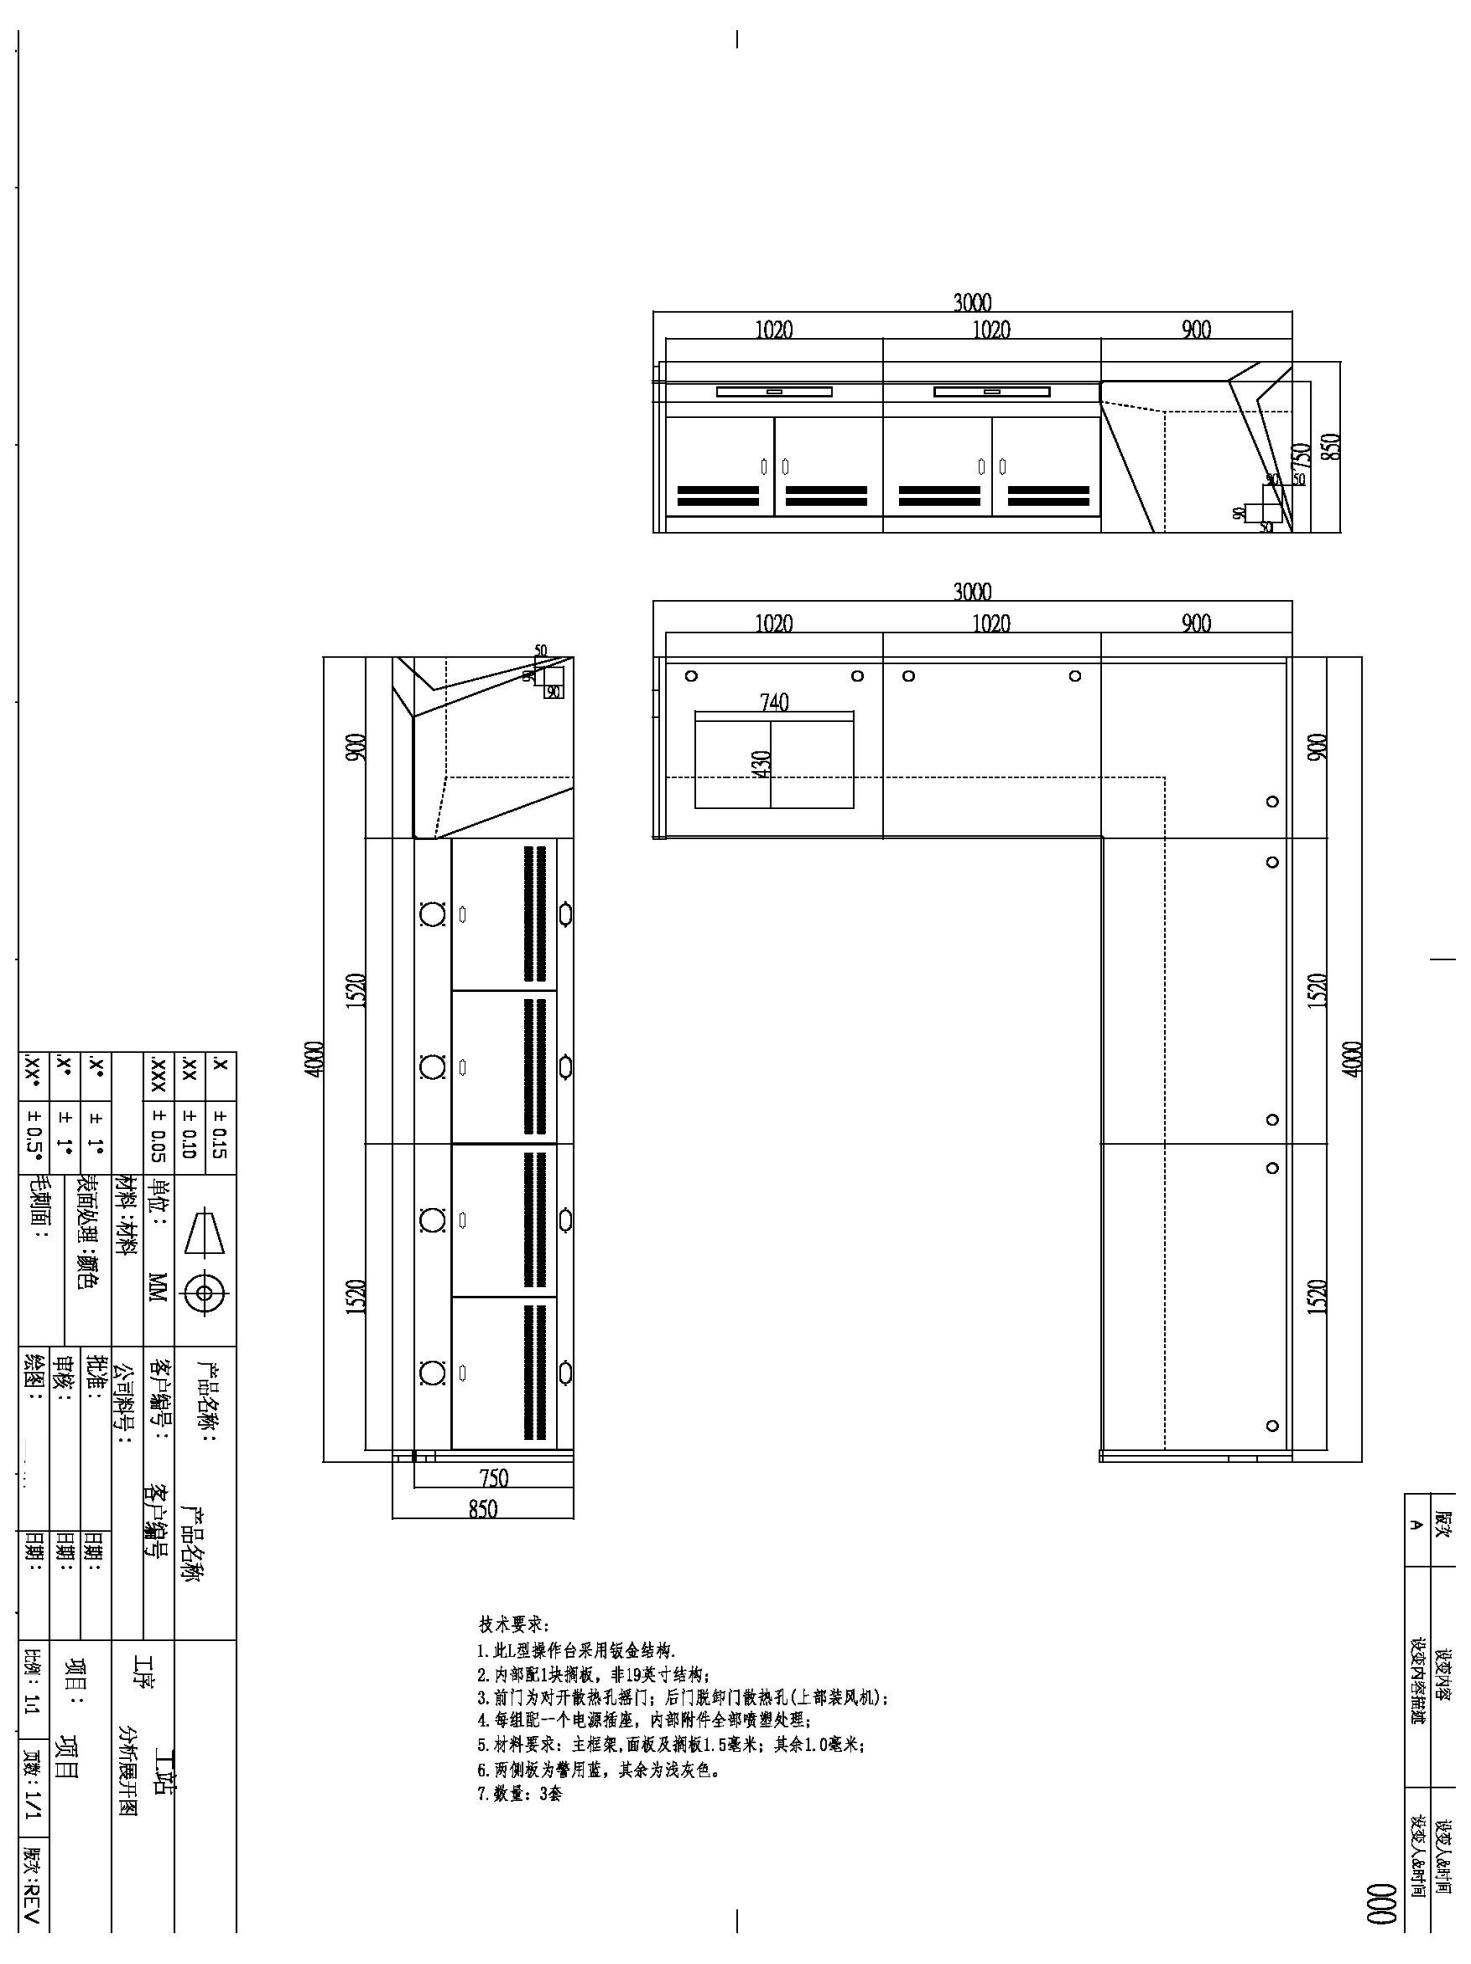 3000
1020
1020
900
750
850
90
50
90
50
3000
1020
1020
900
740
430
900
1520
1520
4000
50
90
90
900
1520
1520
4000
750
850
技术要求:
1.此L型操作台采用钣金结构.
2.内部配1块搁板，非19英寸结构;
3.前门为对开散热孔摇门; 后门脱卸门散热孔(上部装风机);
4.每组配一个电源插座，内部附件全部喷塑处理;
5.材料要求: 主框架,面板及搁板1.5毫米; 其余1.0毫米;
6.两侧板为警用蓝，其余为浅灰色。
7.数量: 3套
版次
设变内容
设变人&时间
A
设变内容描述
设变人&时间
000
.X ± 0.15
.XX ± 0.10
.XXX ± 0.05
.X° ± 1°
.X° ± 1°
.XX° ± 0.5°
单位: MM
材料:材料
表面处理:颜色
毛刺面:
产品名称:
产品名称
客户编号:
客户编号
公司料号:
批准:
日期:
审核:
日期:
绘图:
日期:
工序
工站
分析展开图
项目:
项目
比例: 1:1
页数: 1/1
版次:REV